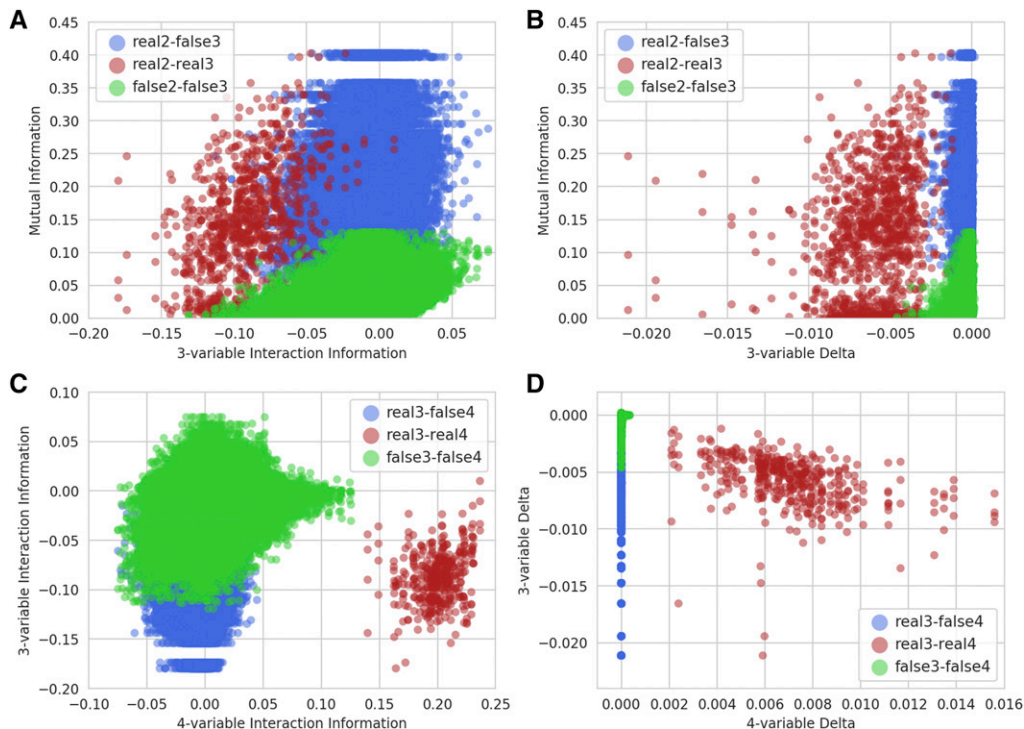 A
0.45
0.40
0.35
0.30
0.25
0.20
0.15
0.10
0.05
0.00
Mutual Information
real2-false3
real2-real3
false2-false3
−0.20 −0.15 −0.10 −0.05 0.00 0.05
3-variable Interaction Information
B
0.45
0.40
0.35
0.30
0.25
0.20
0.15
0.10
0.05
0.00
Mutual Information
real2-false3
real2-real3
false2-false3
−0.020 −0.015 −0.010 −0.005 0.000
3-variable Delta
C
0.10
0.05
0.00
−0.05
−0.10
−0.15
−0.20
3-variable Interaction Information
real3-false4
real3-real4
false3-false4
−0.10 −0.05 0.00 0.05 0.10 0.15 0.20 0.25
4-variable Interaction Information
D
0.000
−0.005
−0.010
−0.015
−0.020
3-variable Delta
real3-false4
real3-real4
false3-false4
0.000 0.002 0.004 0.006 0.008 0.010 0.012 0.014 0.016
4-variable Delta